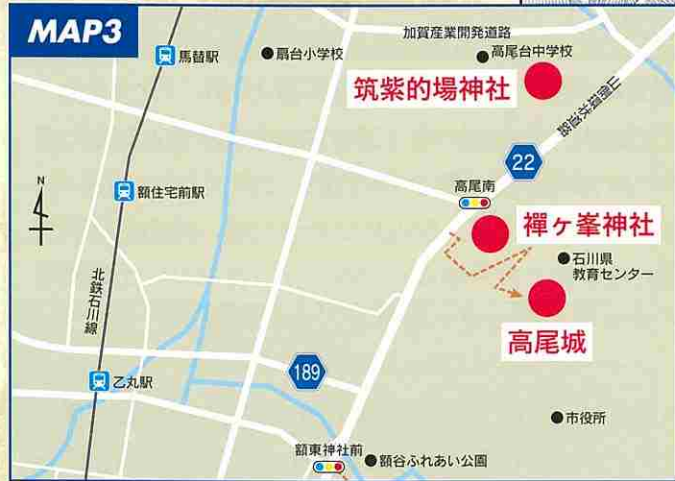 MAP3
加賀産業開発道路
馬替駅
扇台小学校
高尾台中学校
筑紫的場神社
山側環状道路
22
N
額住宅前駅
高尾南
禪ヶ峯神社
石川県
教育センター
北鉄石川線
高尾城
189
乙丸駅
市役所
額東神社前
額谷ふれあい公園